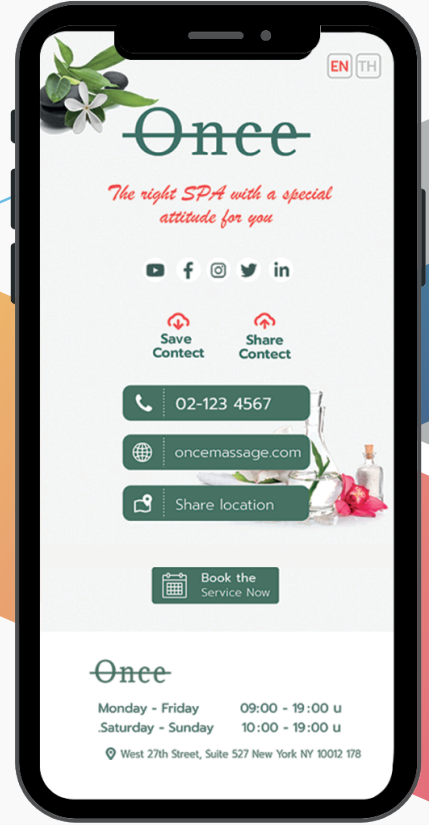 EN TH
Once
The right SPA with a special
attitude for you
Save
Contect
Share
Contect
02-123 4567
oncemassage.com
Share location
Book the
Service Now
Once
Monday - Friday 09:00 - 19:00 u
.Saturday - Sunday 10:00 - 19:00 u
West 27th Street, Suite 527 New York NY 10012 178